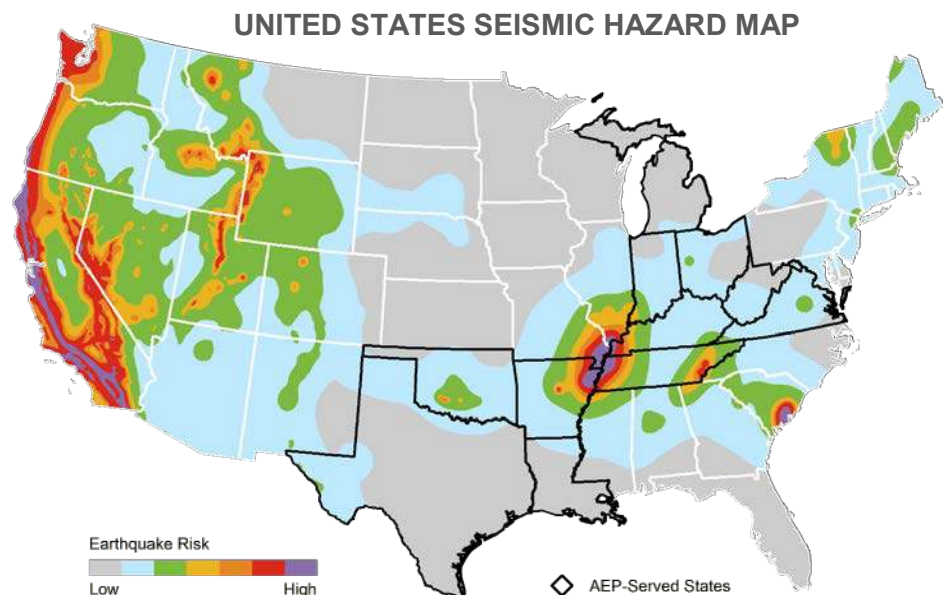 UNITED STATES SEISMIC HAZARD MAP
Earthquake Risk
Low High
AEP-Served States